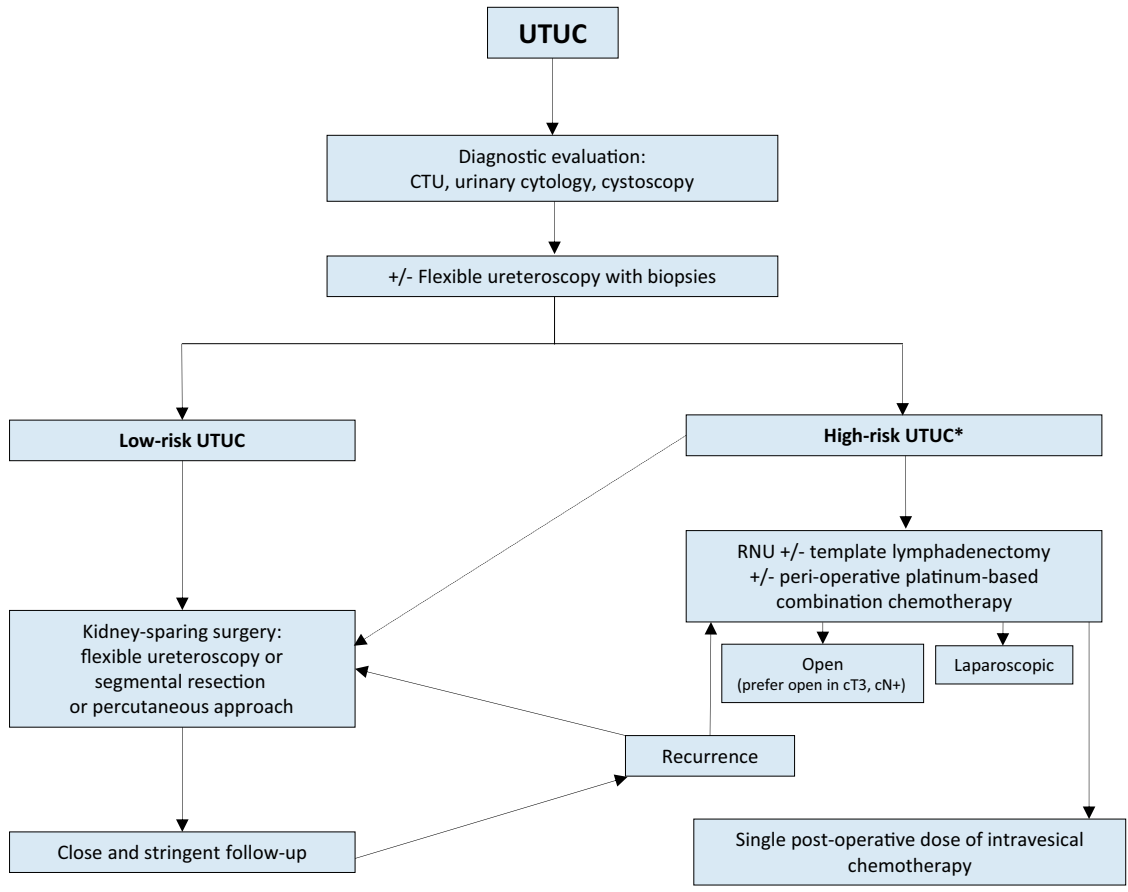 UTUC
Diagnostic evaluation:
CTU, urinary cytology, cystoscopy
+/- Flexible ureteroscopy with biopsies
Low-risk UTUC
High-risk UTUC*
RNU +/- template lymphadenectomy
+/- peri-operative platinum-based
combination chemotherapy
Kidney-sparing surgery:
flexible ureteroscopy or
segmental resection
or percutaneous approach
Open
(prefer open in cT3, cN+)
Laparoscopic
Recurrence
Close and stringent follow-up
Single post-operative dose of intravesical
chemotherapy